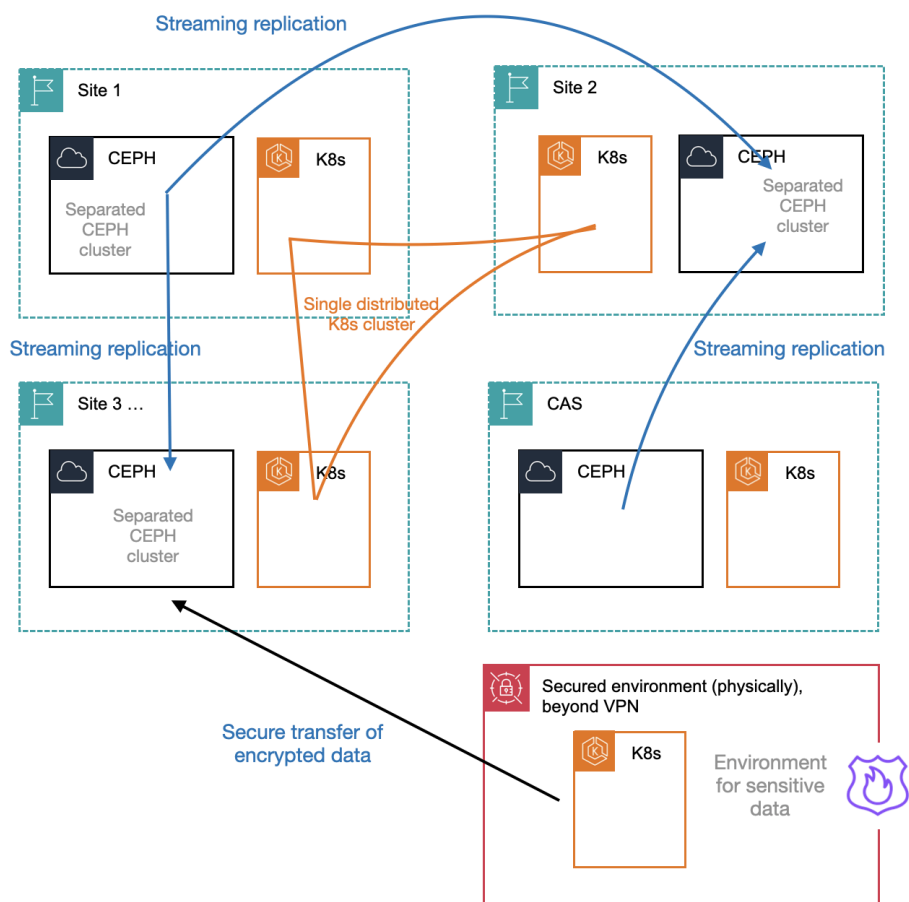 Streaming replication
Site 1
Site 2
CEPH
K8s
K8s
CEPH
Separated
CEPH
cluster
Separated
CEPH
cluster
Single distributed
K8s cluster
Streaming replication
Streaming replication
Site 3 ...
CAS
CEPH
K8s
CEPH
K8s
Separated
CEPH
cluster
Secured environment (physically),
beyond VPN
Secure transfer of
encrypted data
K8s
Environment
for sensitive
data